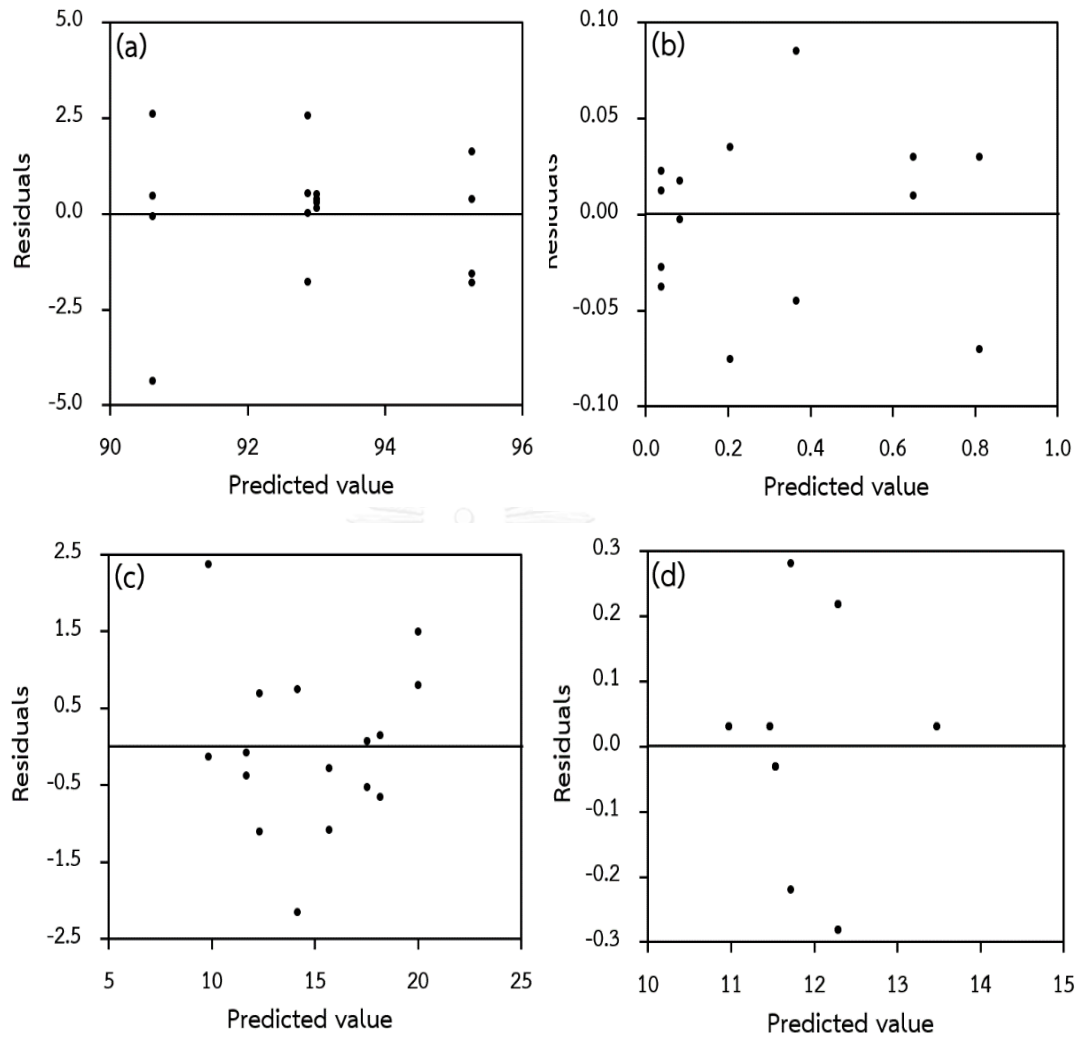 (a)
5.0
2.5
0.0
-2.5
-5.0
Residuals
90 92 94 96
Predicted value
(b)
0.10
0.05
0.00
-0.05
-0.10
Residuals
0.0 0.2 0.4 0.6 0.8 1.0
Predicted value
(c)
2.5
1.5
0.5
-0.5
-1.5
-2.5
Residuals
5 10 15 20 25
Predicted value
(d)
0.3
0.2
0.1
0.0
-0.1
-0.2
-0.3
Residuals
10 11 12 13 14 15
Predicted value